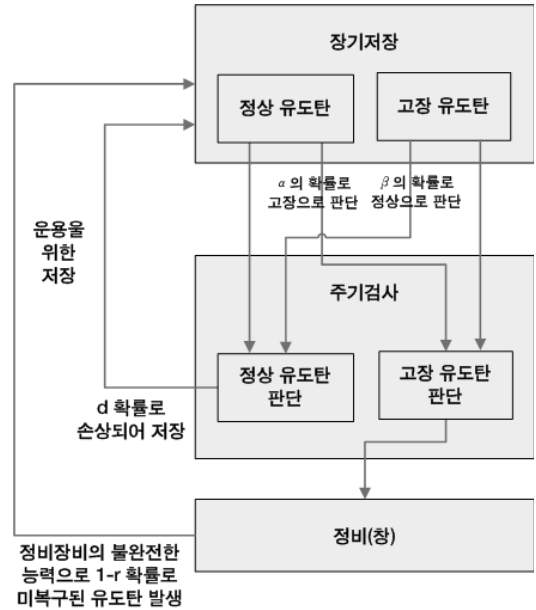 장기저장
정상 유도탄
고장 유도탄
α 의 확률로
고장으로 판단
β 의 확률로
정상으로 판단
운용울
위한
저장
주기검사
정상 유도탄
판단
고장 유도탄
판단
d 확률로
손상되어 저장
정비(창)
정비장비의 불완전한
능력으로 1-r 확률로
미복구된 유도탄 발생